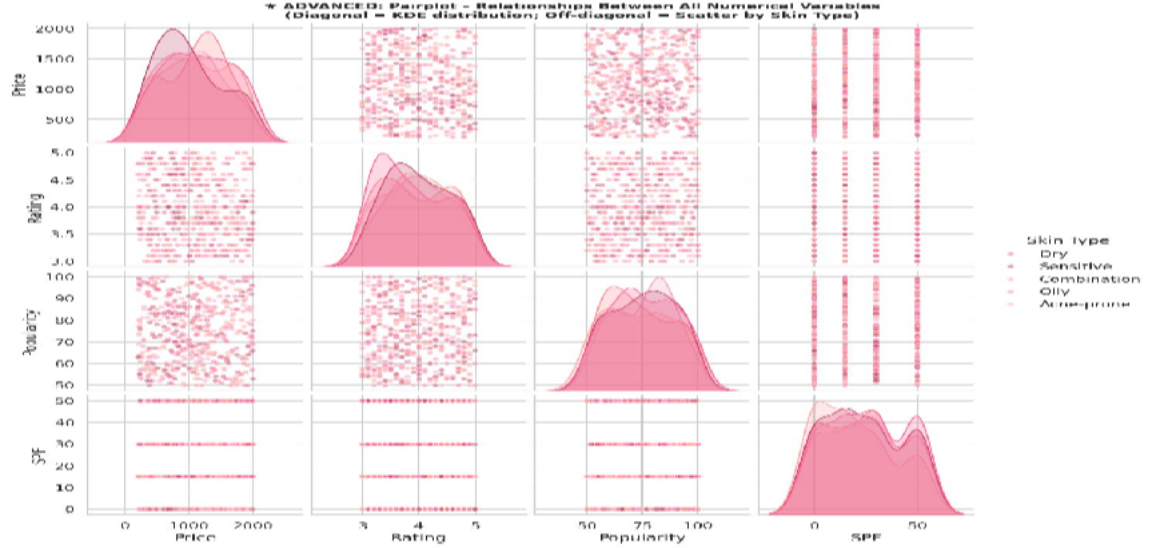 ★ ADVANCED: Pairplot - Relationships Between All Numerical Variables
(Diagonal = KDE distribution; Off-diagonal = Scatter by Skin Type)
2000
1500
1000
500
Price
5.0
4.5
4.0
3.5
3.0
Rating
100
90
80
70
60
50
Popularity
50
40
30
20
10
0
SPF
0 1000 2000
Price
3 4 5
Rating
50 75 100
Popularity
0 50
SPF
Skin Type
Dry
Sensitive
Combination
Oily
Acne-prone